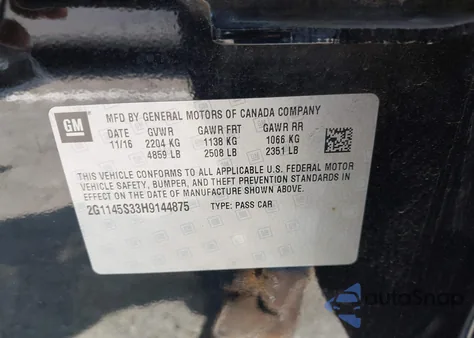 GM
MFD BY GENERAL MOTORS OF CANADA COMPANY
DATE GVWR GAWR FRT GAWR RR
11/16 2204 KG 1138 KG 1066 KG
4859 LB 2508 LB 2351 LB
THIS VEHICLE CONFORMS TO ALL APPLICABLE U.S. FEDERAL MOTOR
VEHICLE SAFETY, BUMPER, AND THEFT PREVENTION STANDARDS IN
EFFECT ON THE DATE OF MANUFACTURE SHOWN ABOVE.
2G1145S33H9144875 TYPE: PASS CAR
AutoSnap